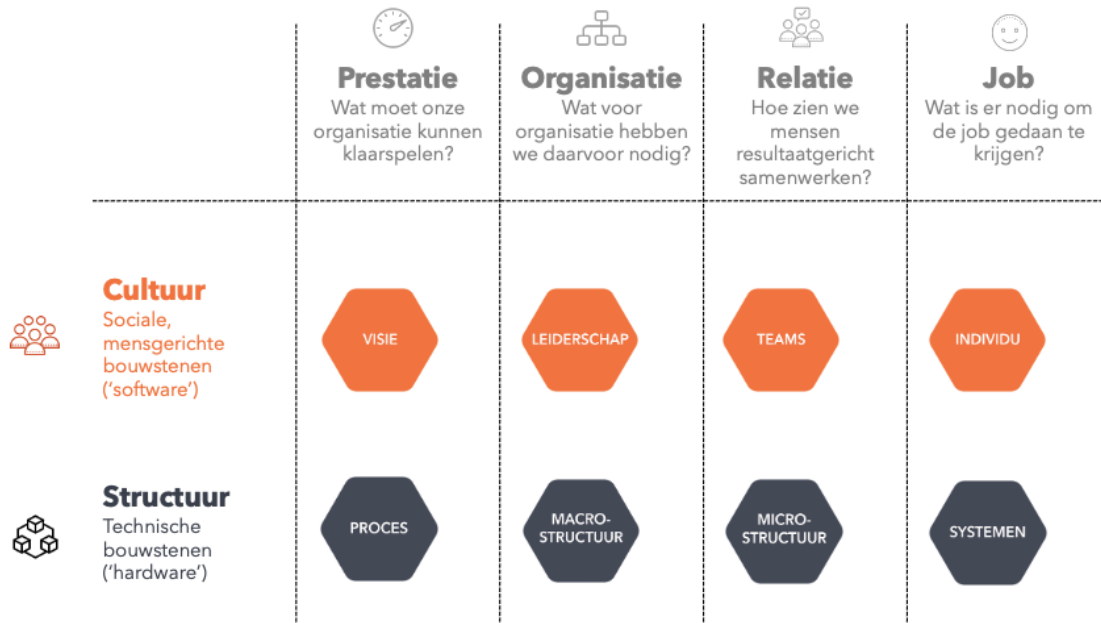 Prestatie
Wat moet onze
organisatie kunnen
klaarspelen?
Organisatie
Wat voor
organisatie hebben
we daarvoor nodig?
Relatie
Hoe zien we
mensen
resultaatgericht
samenwerken?
Job
Wat is er nodig om
de job gedaan te
krijgen?
Cultuur
Sociale,
mensgerichte
bouwstenen
(‘software’)
VISIE
LEIDERSCHAP
TEAMS
INDIVIDU
Structuur
Technische
bouwstenen
(‘hardware’)
PROCES
MACRO-
STRUCTUUR
MICRO-
STRUCTUUR
SYSTEMEN